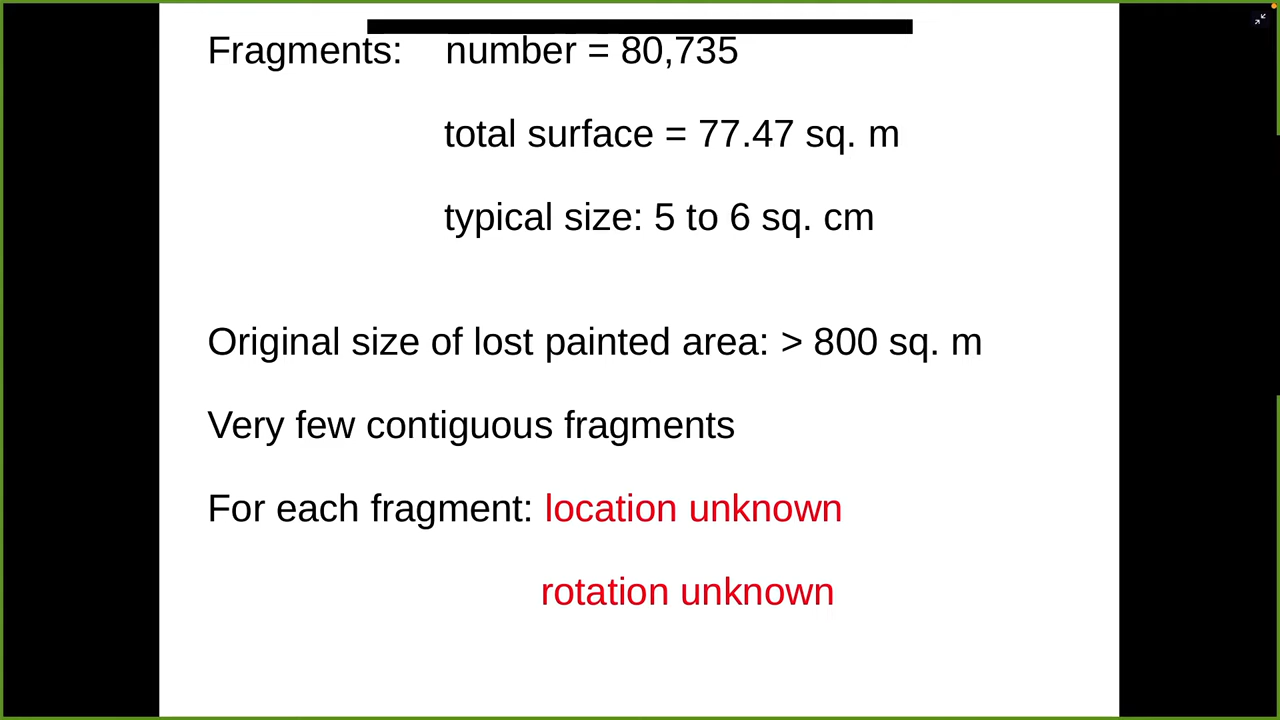 Fragments: number = 80,735
total surface = 77.47 sq. m
typical size: 5 to 6 sq. cm
Original size of lost painted area: > 800 sq. m
Very few contiguous fragments
For each fragment: location unknown
rotation unknown